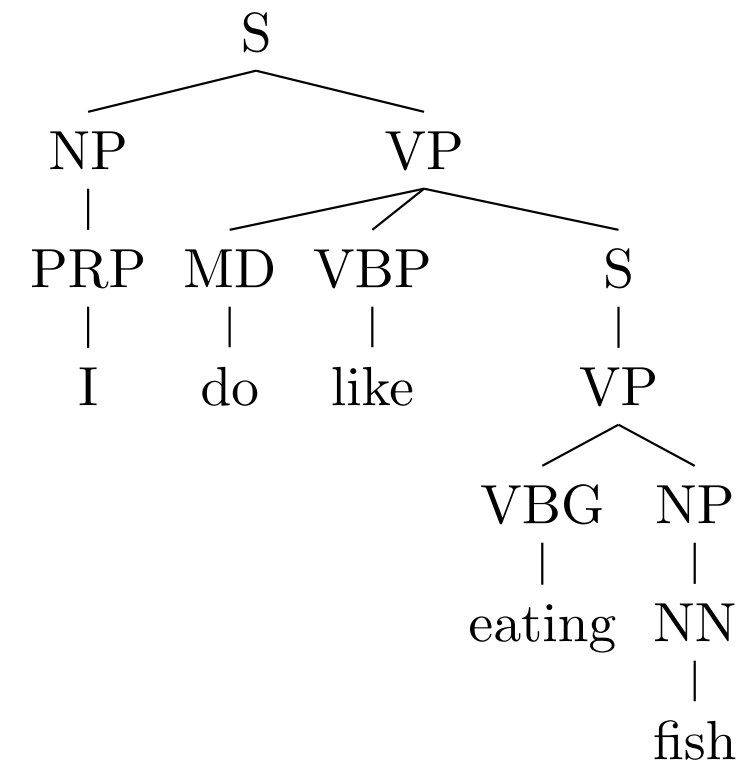 S
NP VP
PRP MD VBP S
I do like VP
VBG NP
eating NN
fish